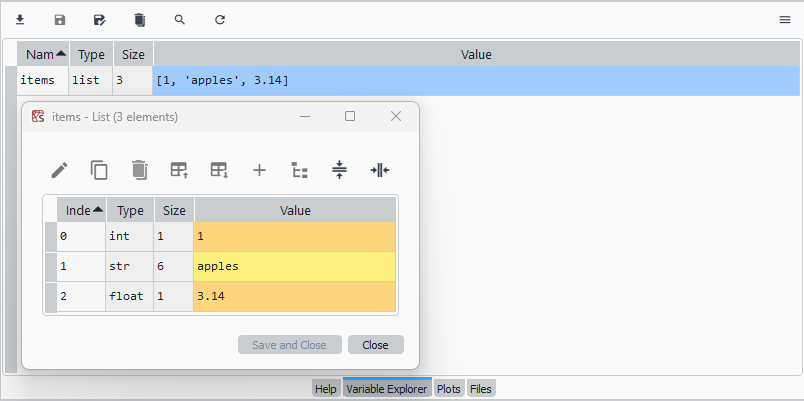 Nam Type Size Value
items list 3 [1, 'apples', 3.14]
items - List (3 elements)
Inde Type Size Value
0 int 1 1
1 str 6 apples
2 float 1 3.14
Save and Close Close
Help Variable Explorer Plots Files